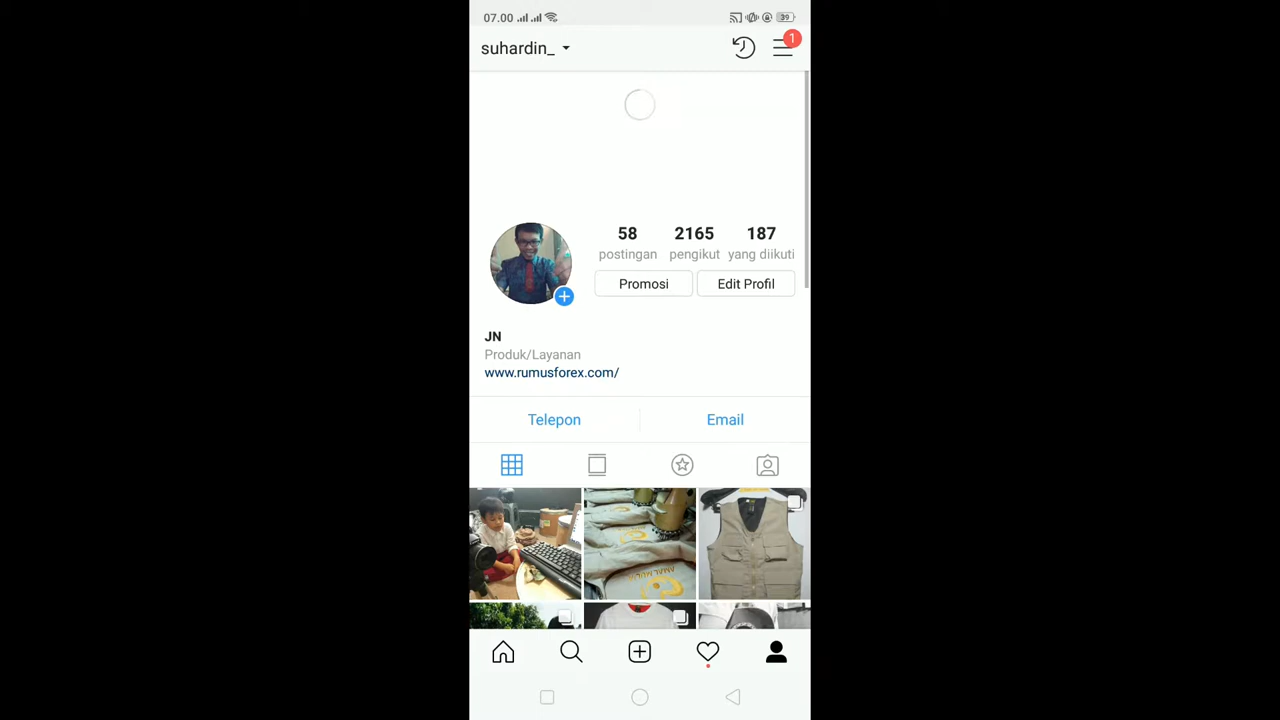 07.00
39
suhardin_
1
58 2165 187
postingan pengikut yang diikuti
Promosi Edit Profil
JN
Produk/Layanan
www.rumusforex.com/
Telepon Email